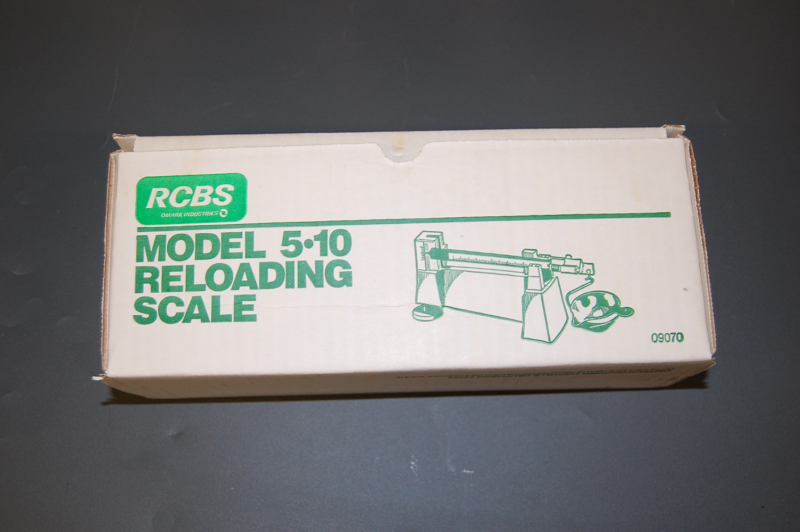 RCBS
OMARK INDUSTRIES
MODEL 5•10
RELOADING
SCALE
09070